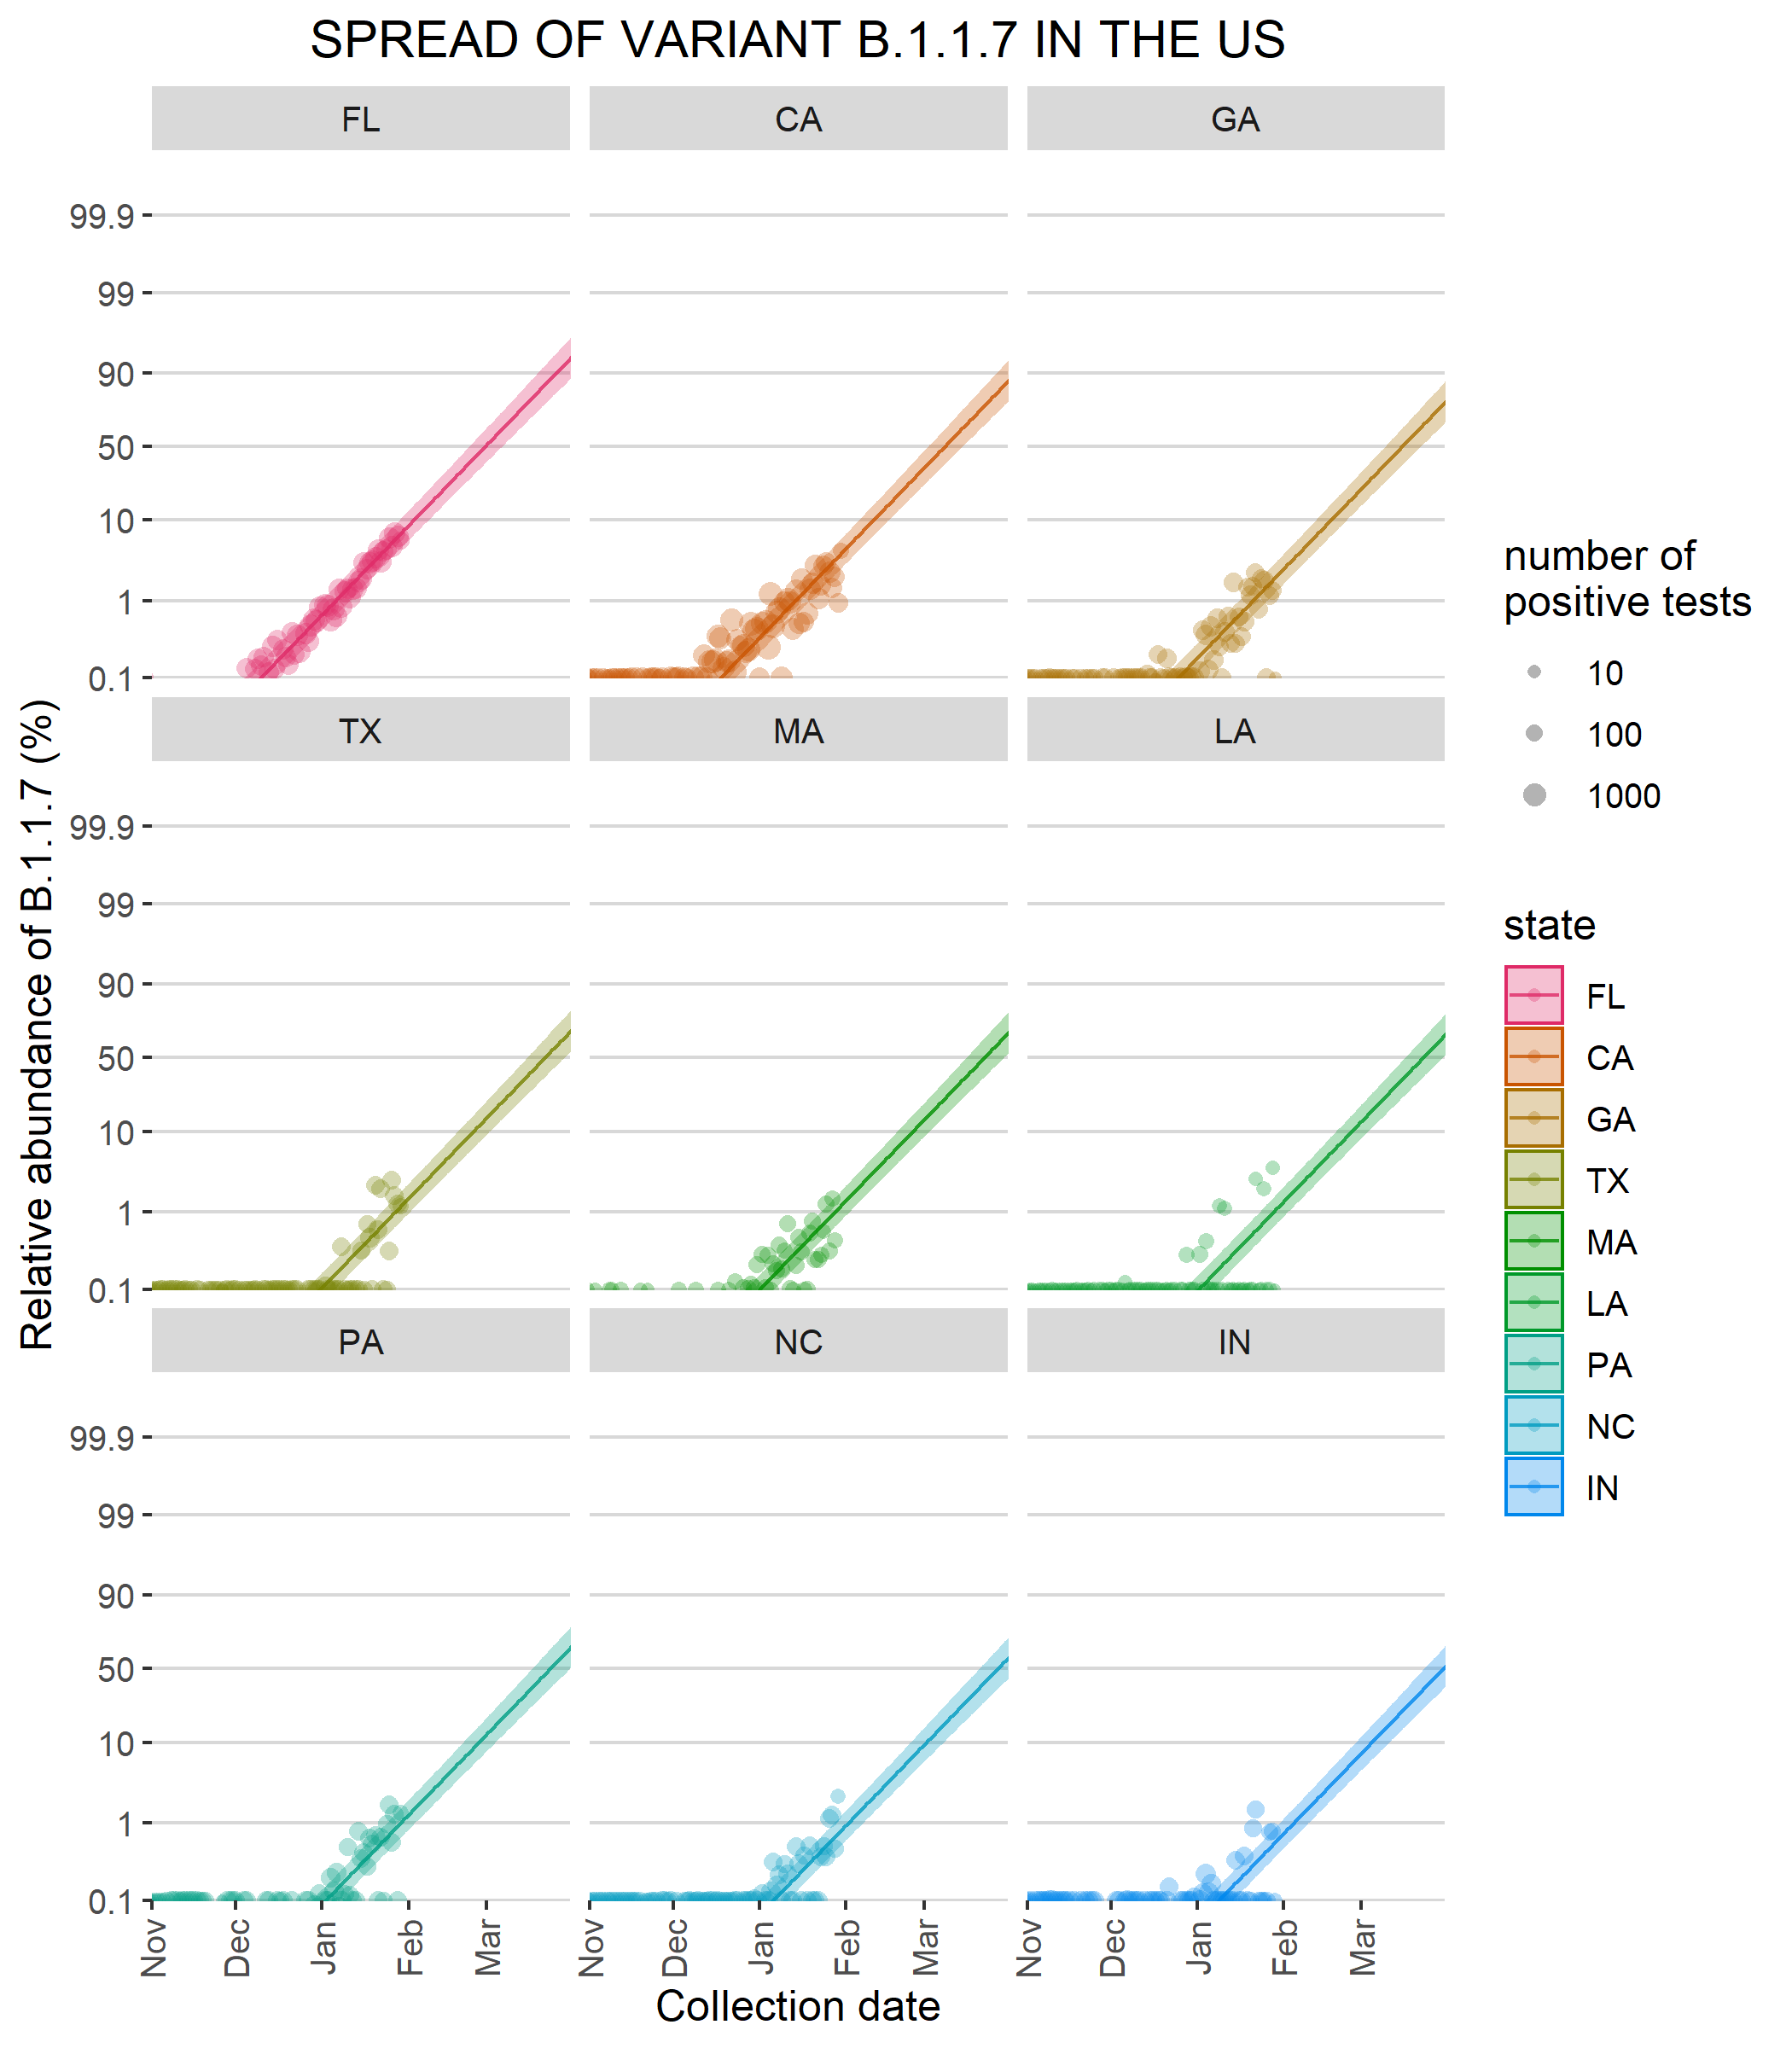 SPREAD OF VARIANT B.1.1.7 IN THE US
FL
CA
GA
99.9
99
90
50
10
1
0.1
TX
MA
LA
99.9
99
90
50
10
1
0.1
PA
NC
IN
99.9
99
90
50
10
1
0.1
Nov
Dec
Jan
Feb
Mar
Nov
Dec
Jan
Feb
Mar
Nov
Dec
Jan
Feb
Mar
Relative abundance of B.1.1.7 (%)
Collection date
number of
positive tests
10
100
1000
state
FL
CA
GA
TX
MA
LA
PA
NC
IN